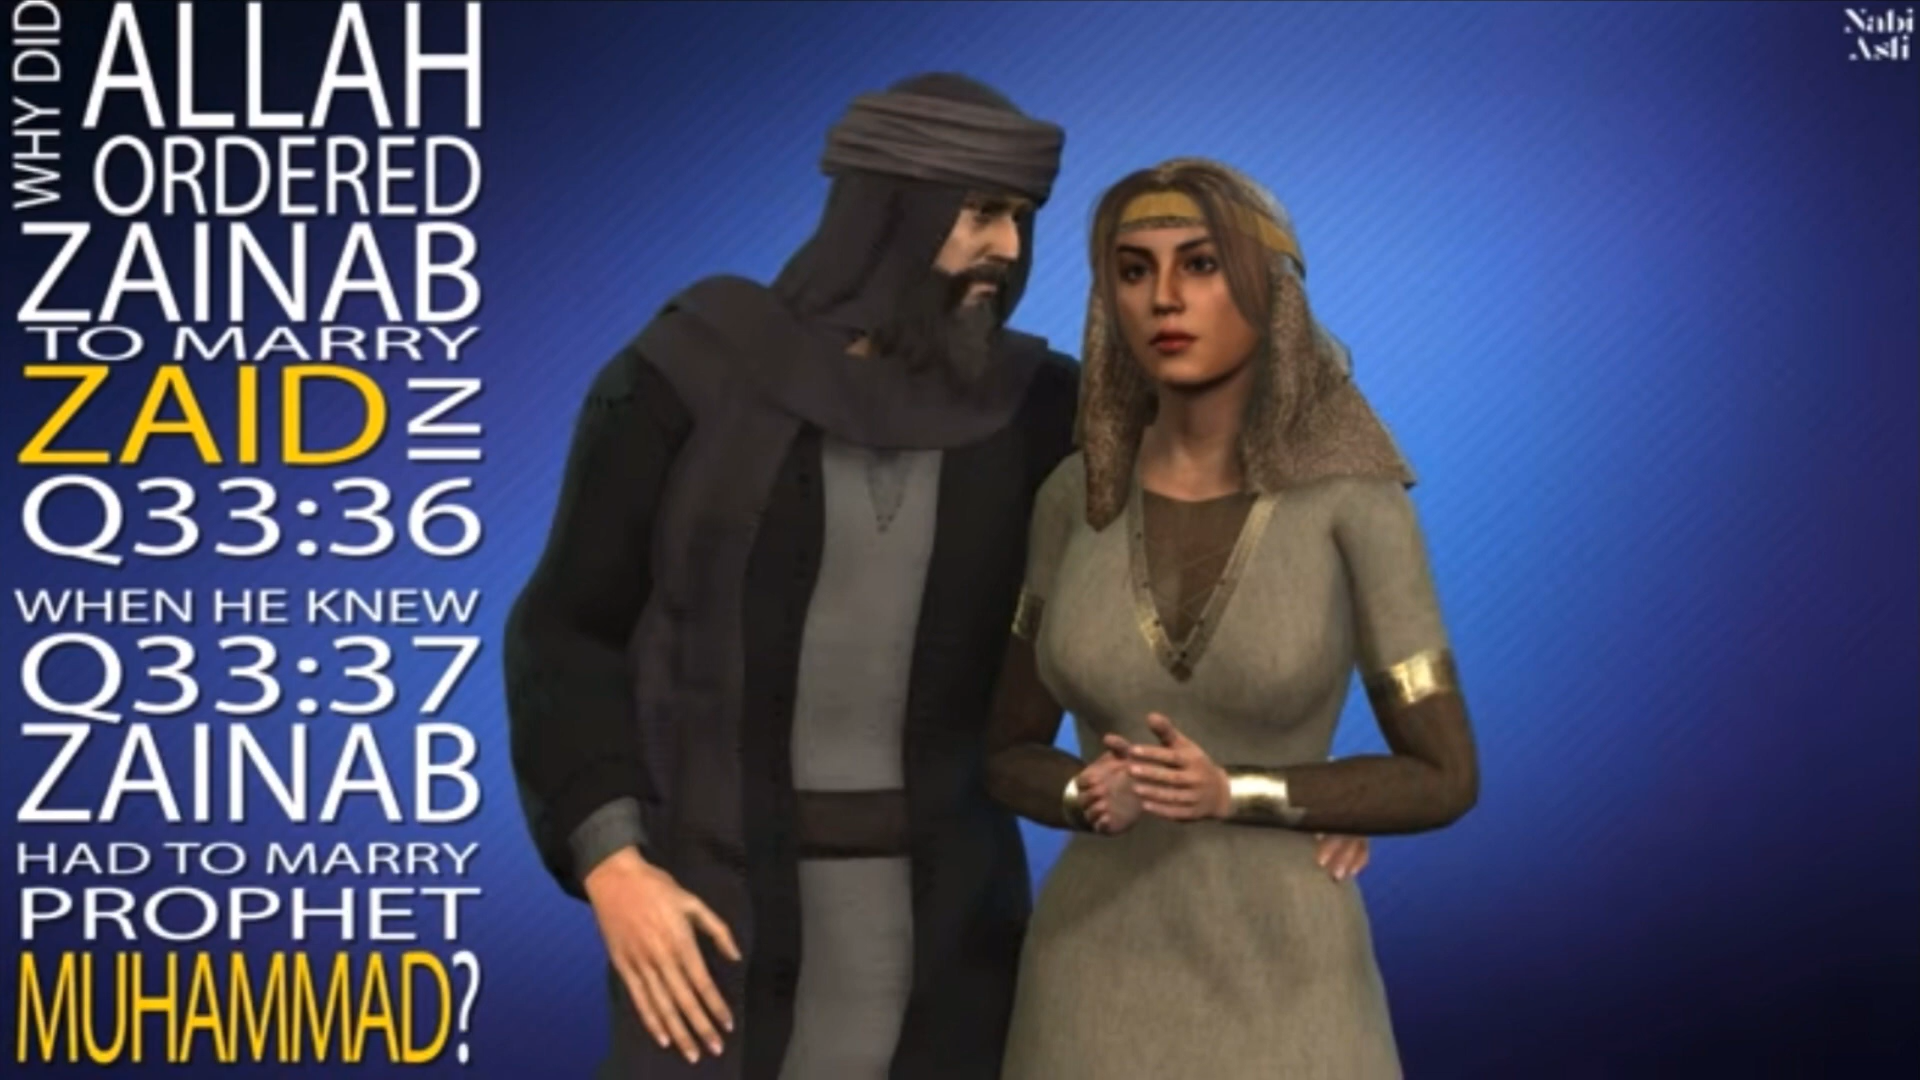 WHY DID
ALLAH
ORDERED
ZAINAB
TO MARRY
ZAID IN
Q33:36
WHEN HE KNEW
Q33:37
ZAINAB
HAD TO MARRY
PROPHET
MUHAMMAD?
Nabi
Asli